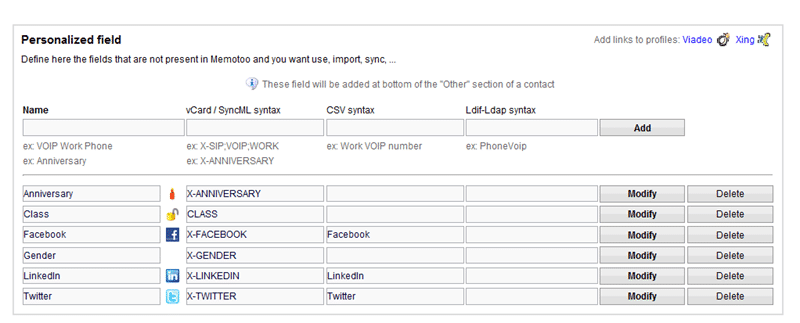 Personalized field
Add links to profiles: Viadeo Xing
Define here the fields that are not present in Memotoo and you want use, import, sync, ...
These field will be added at bottom of the "Other" section of a contact
Name vCard / SyncML syntax CSV syntax Ldif-Ldap syntax
Add
ex: VOIP Work Phone ex: X-SIP;VOIP;WORK ex: Work VOIP number ex: PhoneVoip
ex: Anniversary ex: X-ANNIVERSARY
Anniversary X-ANNIVERSARY Modify Delete
Class CLASS Modify Delete
Facebook X-FACEBOOK Facebook Modify Delete
Gender X-GENDER Modify Delete
LinkedIn X-LINKEDIN LinkedIn Modify Delete
Twitter X-TWITTER Twitter Modify Delete